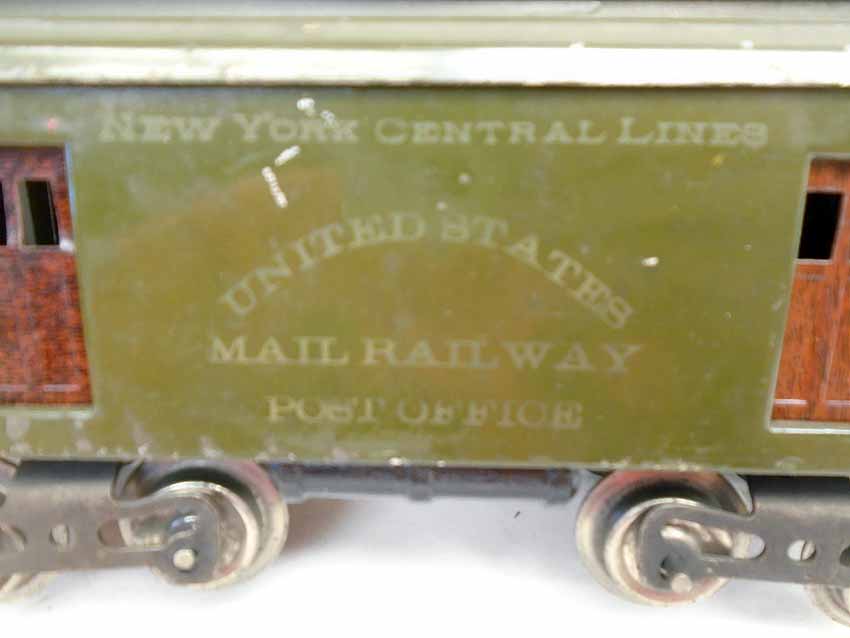 NEW YORK CENTRAL LINES
UNITED STATES
MAIL RAILWAY
POST OFFICE